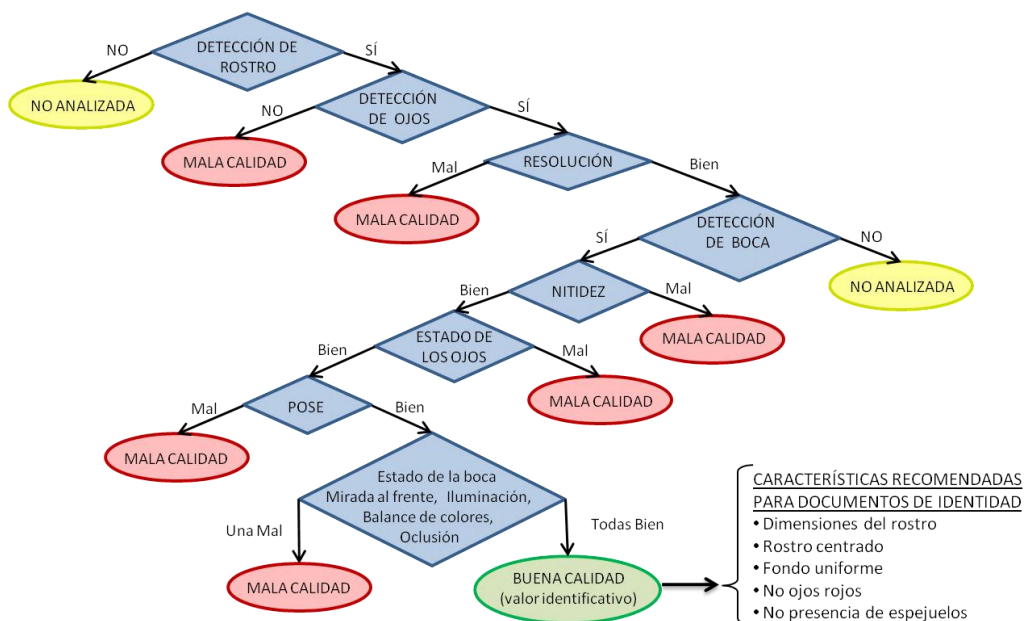 DETECCIÓN DE
ROSTRO
NO
SÍ
NO ANALIZADA
DETECCIÓN
DE OJOS
NO
SÍ
MALA CALIDAD
RESOLUCIÓN
Mal
Bien
MALA CALIDAD
DETECCIÓN
DE BOCA
SÍ
NO
NO ANALIZADA
NITIDEZ
Bien
Mal
MALA CALIDAD
ESTADO DE
LOS OJOS
Bien
Mal
MALA CALIDAD
POSE
Mal
Bien
MALA CALIDAD
Estado de la boca
Mirada al frente, Iluminación,
Balance de colores,
Oclusión
Una Mal
Todas Bien
MALA CALIDAD
BUENA CALIDAD
(valor identificativo)
CARACTERÍSTICAS RECOMENDADAS
PARA DOCUMENTOS DE IDENTIDAD
• Dimensiones del rostro
• Rostro centrado
• Fondo uniforme
• No ojos rojos
• No presencia de espejuelos